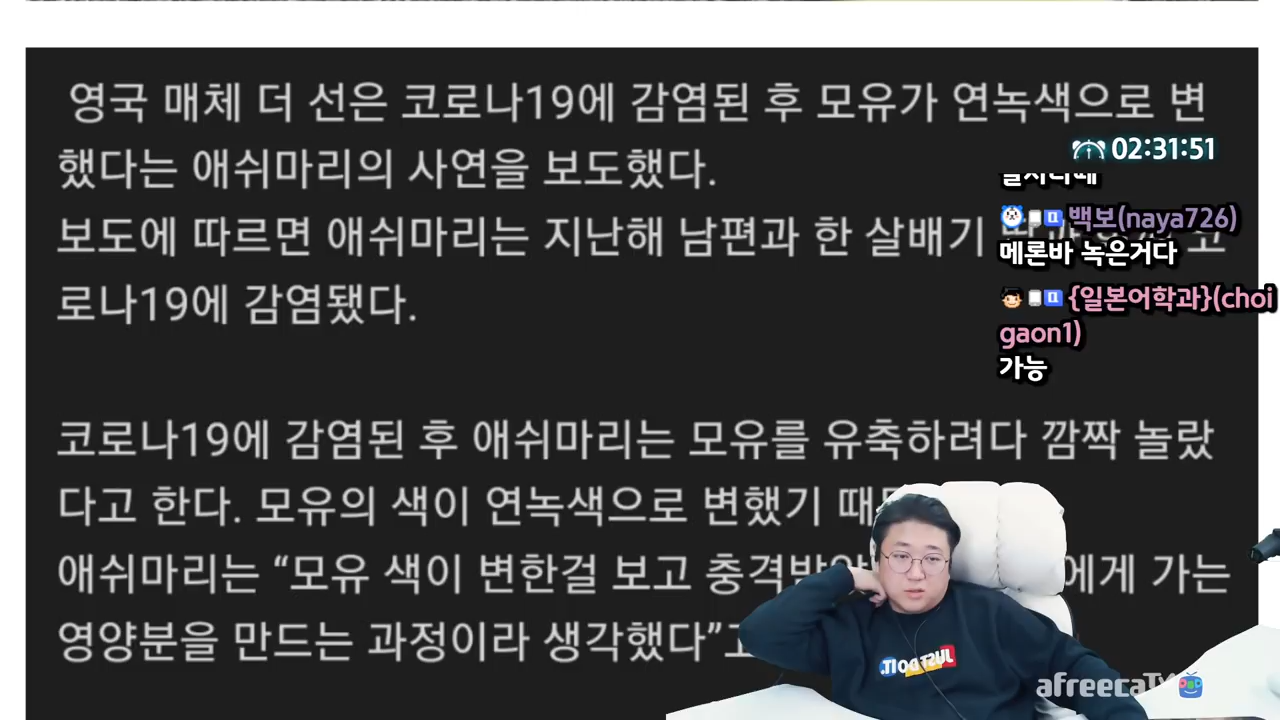 영국 매체 더 선은 코로나19에 감염된 후 모유가 연녹색으로 변
했다는 애쉬마리의 사연을 보도했다.
보도에 따르면 애쉬마리는 지난해 남편과 한 살배기
로나19에 감염됐다.
코로나19에 감염된 후 애쉬마리는 모유를 유축하려다 깜짝 놀랐
다고 한다. 모유의 색이 연녹색으로 변했기
애쉬마리는 “모유 색이 변한걸 보고 에게 가는
영양분을 만드는 과정이라 생각했다”고
02:31:51
백보(naya726)
메론바 녹은거다
{일본어학과}(choi
gaon1)
가능
JUST DO IT.
afreecaTV